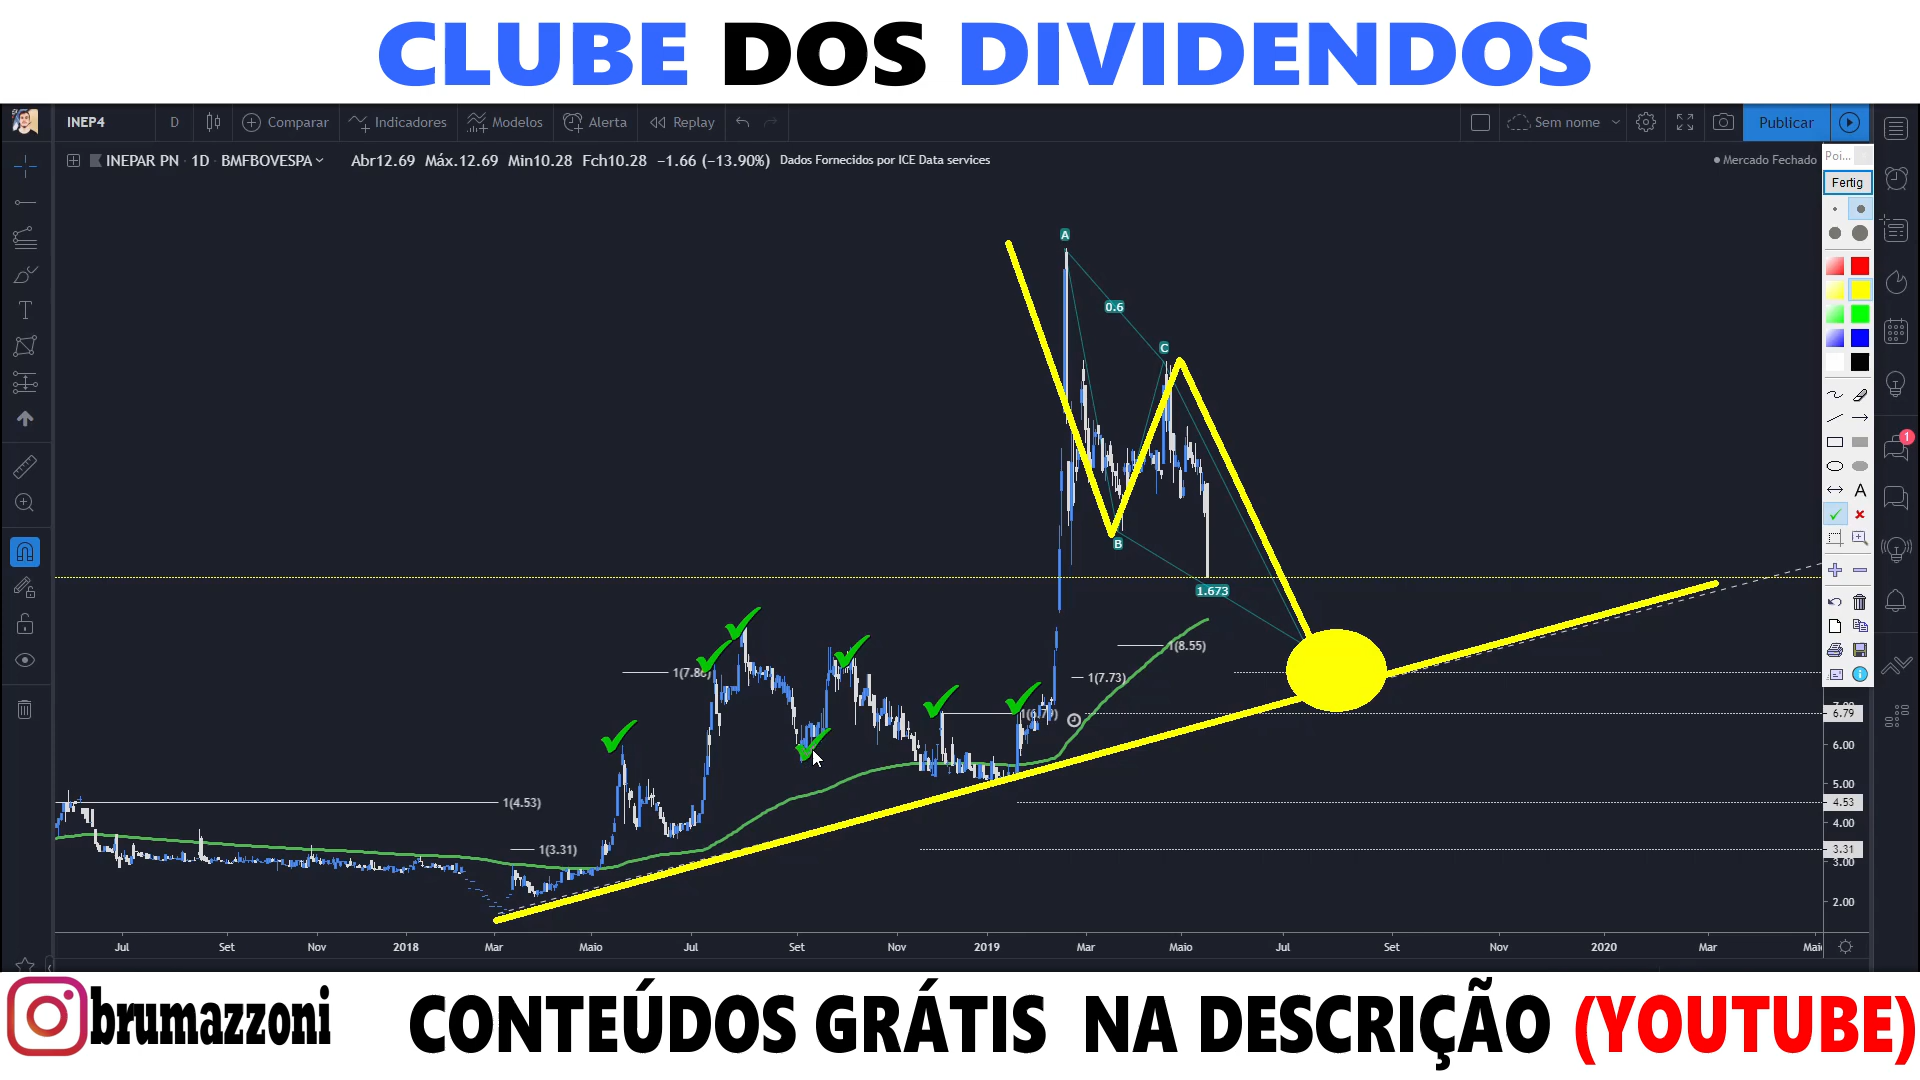 CLUBE DOS DIVIDENDOS
INEP4 D Comparar Indicadores Modelos Alerta Replay Sem nome Publicar
INEPAR PN · 1D · BMFBOVESPA Abr12.69 Máx.12.69 Min10.28 Fch10.28 −1.66 (−13.90%) Dados Fornecidos por ICE Data services
Mercado Fechado
Poi...
Fertig
A
0.6
C
B
1.673
1(8.55)
1(7.86)
1(7.73)
1(6.79)
6.79
6.00
5.00
1(4.53)
4.53
4.00
1(3.31)
3.31
3.00
2.00
Jul Set Nov 2018 Mar Maio Jul Set Nov 2019 Mar Maio Jul Set Nov 2020 Mar
brumazzoni CONTEÚDOS GRÁTIS NA DESCRIÇÃO (YOUTUBE)